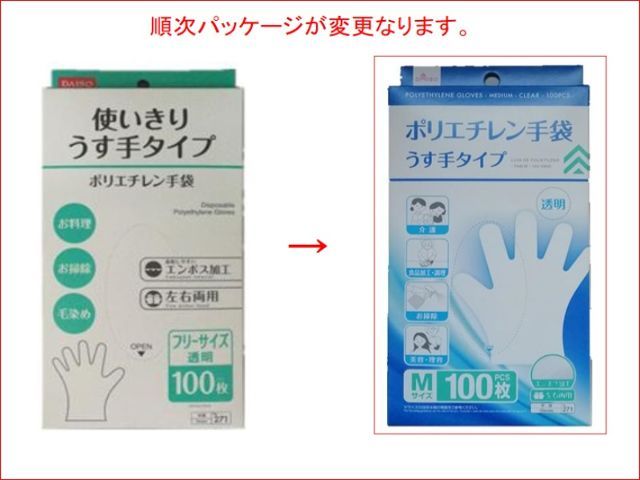 順次パッケージが変更なります。
DAISO
使いきり
うす手タイプ
ポリエチレン手袋
Disposable
Polyethylene Gloves
お料理
お掃除
毛染め
エンボス加工
左右両用
OPEN
フリーサイズ
透明
100枚
271
→
POLYETHYLENE GLOVES - MEDIUM - CLEAR - 100PCS
ポリエチレン手袋
うす手タイプ
透明
介護
食品加工・調理
お掃除
美容・理容
Mサイズ
100枚
PCS
271